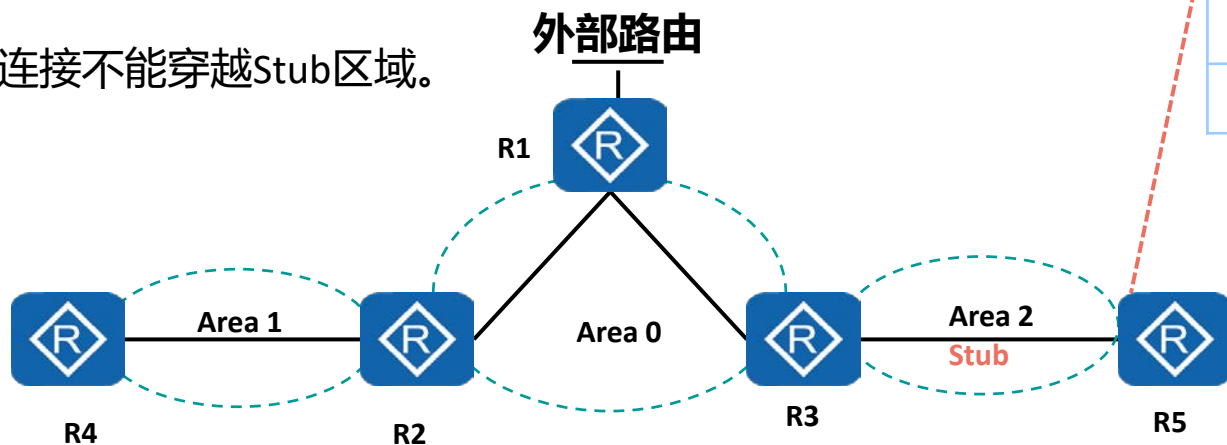 外部路由
连接不能穿越Stub区域。
R1
Area 1
Area 0
Area 2
Stub
R4
R2
R3
R5
R
R
R
R
R